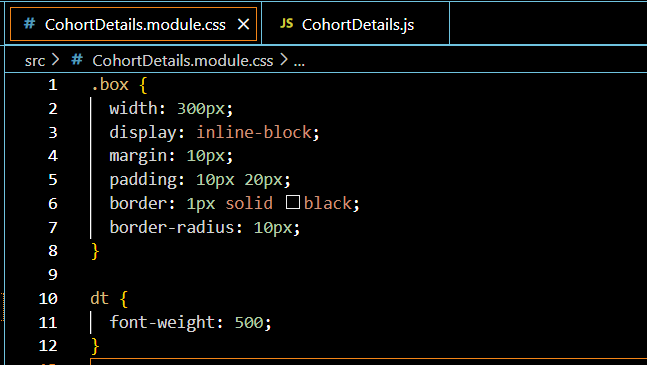 # CohortDetails.module.css × JS CohortDetails.js
src > # CohortDetails.module.css > ...
1 .box {
2 width: 300px;
3 display: inline-block;
4 margin: 10px;
5 padding: 10px 20px;
6 border: 1px solid black;
7 border-radius: 10px;
8 }
9
10 dt {
11 font-weight: 500;
12 }